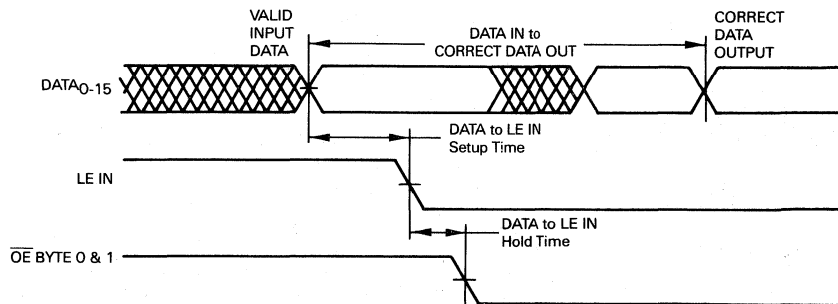 VALID
INPUT
DATA
DATA IN to
CORRECT DATA OUT
CORRECT
DATA
OUTPUT
DATA0-15
DATA to LE IN
Setup Time
LE IN
DATA to LE IN
Hold Time
OE BYTE 0 & 1